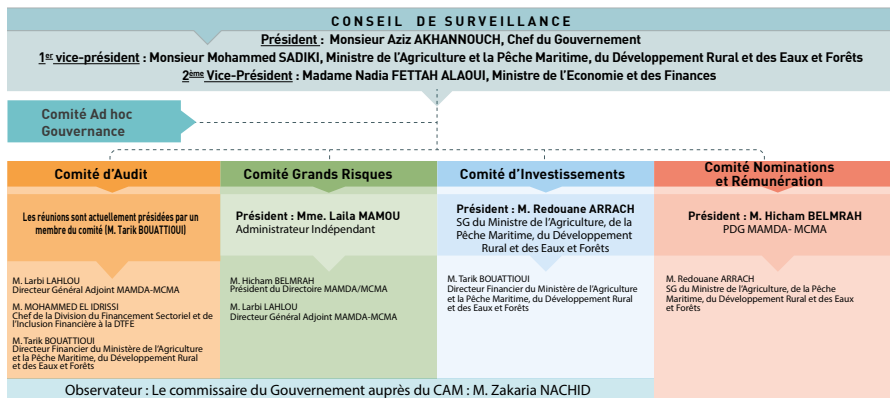 CONSEIL DE SURVEILLANCE
Président : Monsieur Aziz AKHANNOUCH, Chef du Gouvernement
1er vice-président : Monsieur Mohammed SADIKI, Ministre de l'Agriculture et la Pêche Maritime, du Dévelopement Rural et des Eaux et Forêts
2ème Vice-Président : Madame Nadia FETTAH ALAOUI, Ministre de l'Economie et des Finances
Comité Ad hoc
Gouvernance
Comité d'Audit
Les réunions sont actuellement présidées par un
membre du comité (M. Tarik BOUATTIOUI)
M. Larbi LAHLOU
Directeur Général Adjoint MAMDA-MCMA
M. MOHAMMED EL IDRISSI
Chef de la Division du Financement Sectoriel et de
l'Inclusion Financière à la DTFE
M. Tarik BOUATTIOUI
Directeur Financier du Ministère de l'Agriculture
et la Pêche Maritime, du Développement Rural
et des Eaux et Forêts
Comité Grands Risques
Président : Mme. Laila MAMOU
Administrateur Indépendant
M. Hicham BELMRAH
Président du Directoire MAMDA/MCMA
M. Larbi LAHLOU
Directeur Général Adjoint MAMDA-MCMA
Comité d'Investissements
Président : M. Redouane ARRACH
SG du Ministre de l'Agriculture, de la
Pêche Maritime, du Développement
Rural et des Eaux et Forêts
M. Tarik BOUATTIOUI
Directeur Financier du Ministère de l'Agriculture
et la Pêche Maritime, du Développement Rural
et des Eaux et Forêts
Comité Nominations
et Rémunération
Président : M. Hicham BELMRAH
PDG MAMDA- MCMA
M. Redouane ARRACH
SG du Ministre de l'Agriculture, de la Pêche
Maritime, du Développement Rural et des Eaux
et Forêts
Observateur : Le commissaire du Gouvernement auprès du CAM : M. Zakaria NACHID